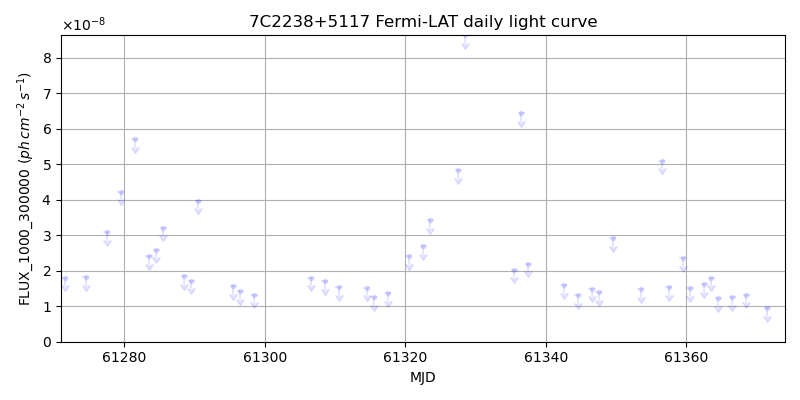 7C2238+5117 Fermi-LAT daily light curve
×10⁻⁸
8
7
6
5
4
3
2
1
0
FLUX_1000_300000 (ph cm⁻² s⁻¹)
61280 61300 61320 61340 61360
MJD